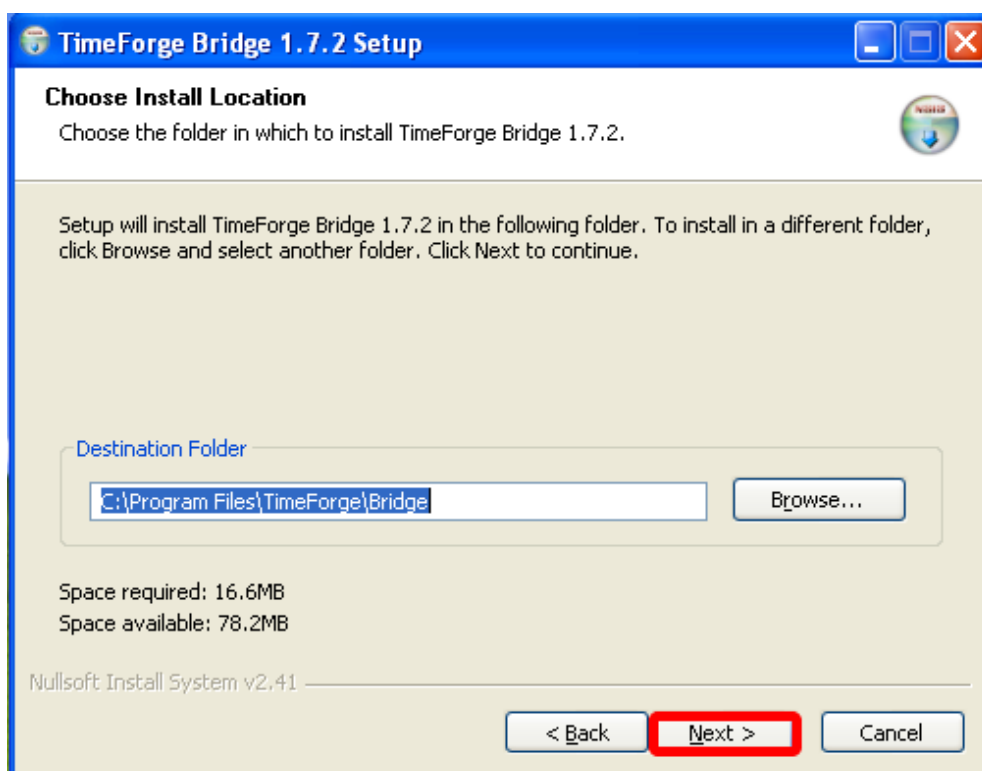 TimeForge Bridge 1.7.2 Setup
Choose Install Location
Choose the folder in which to install TimeForge Bridge 1.7.2.
Setup will install TimeForge Bridge 1.7.2 in the following folder. To install in a different folder,
click Browse and select another folder. Click Next to continue.
Destination Folder
C:\Program Files\TimeForge\Bridge
Browse...
Space required: 16.6MB
Space available: 78.2MB
Nullsoft Install System v2.41
< Back
Next >
Cancel